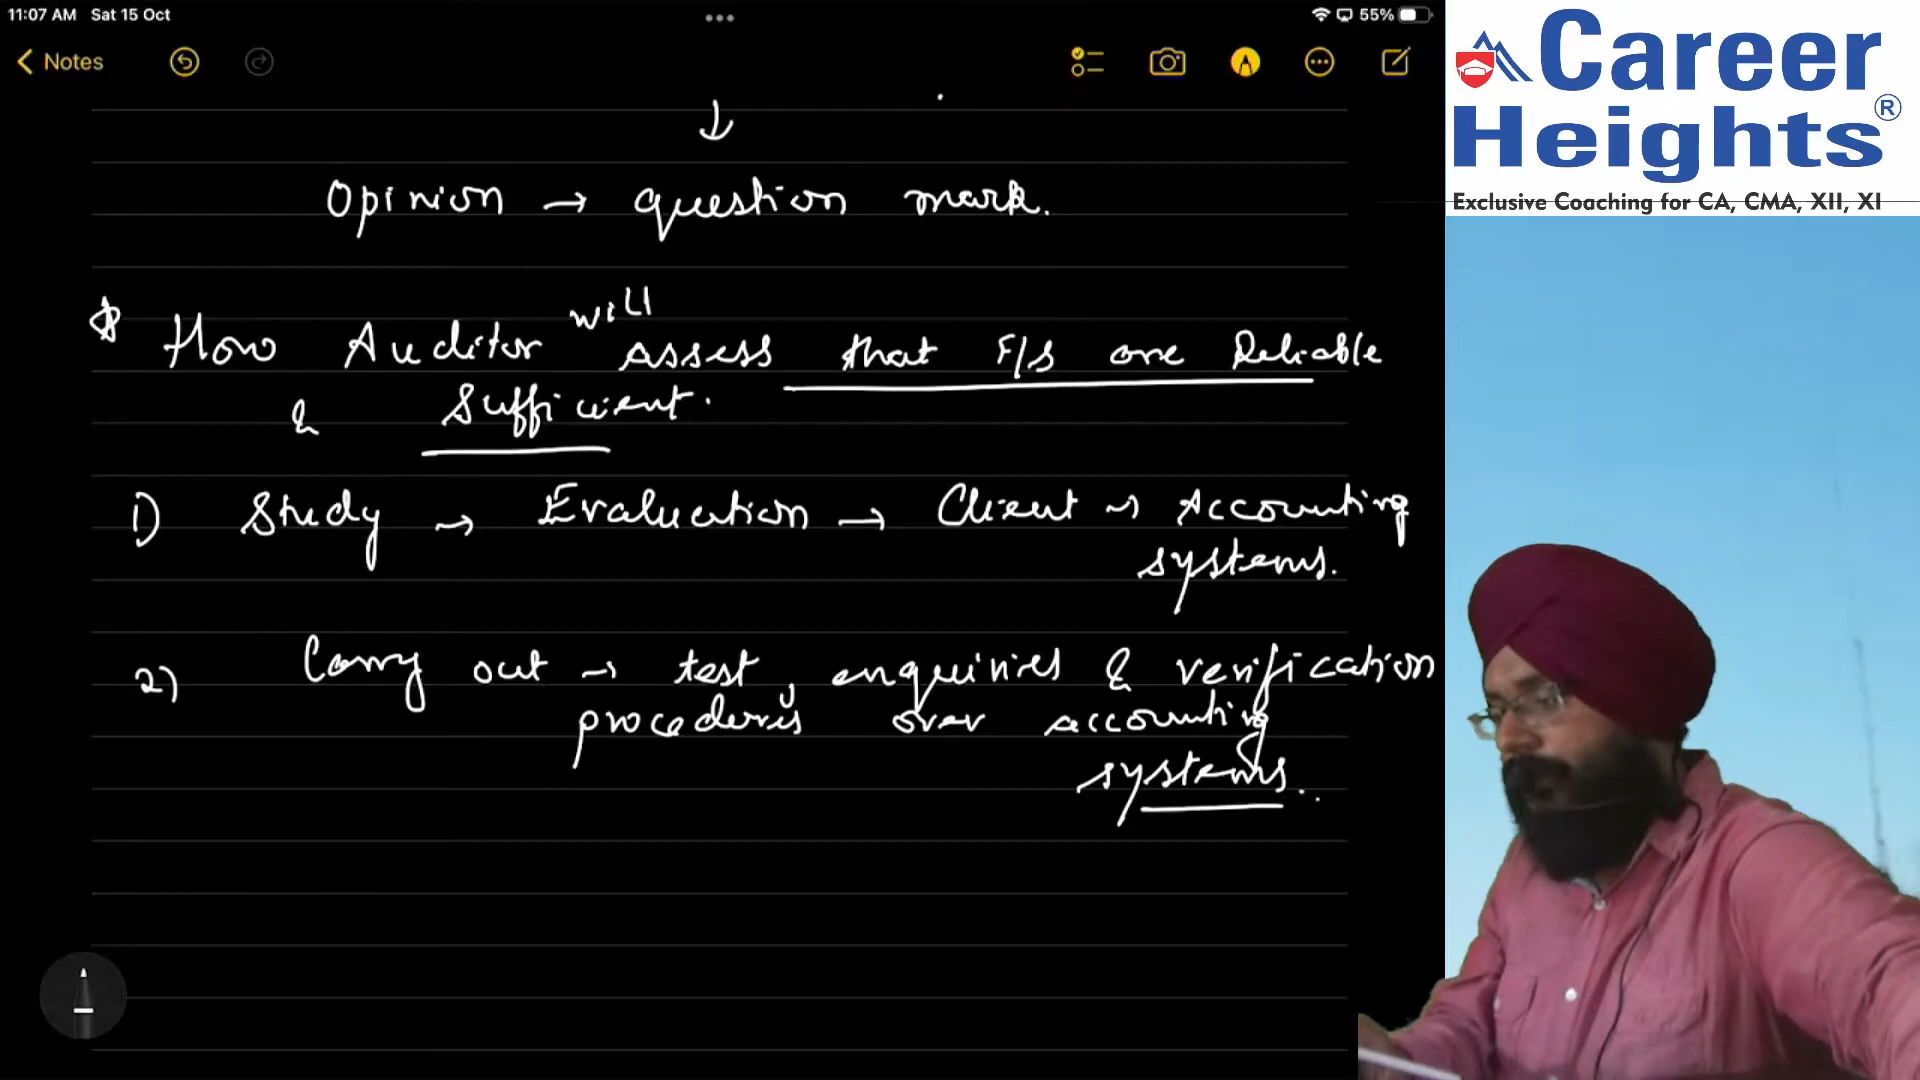 11:07 AM Sat 15 Oct
55%
Notes
Career
Heights®
Exclusive Coaching for CA, CMA, XII, XI
↓
Opinion → question mark.
How Auditor will Assess that F/S are Reliable
& Sufficient.
1) Study → Evaluation → Client → Accounting
systems.
2) Carry out → test, enquiries & verification
procedures over accounting
systems..